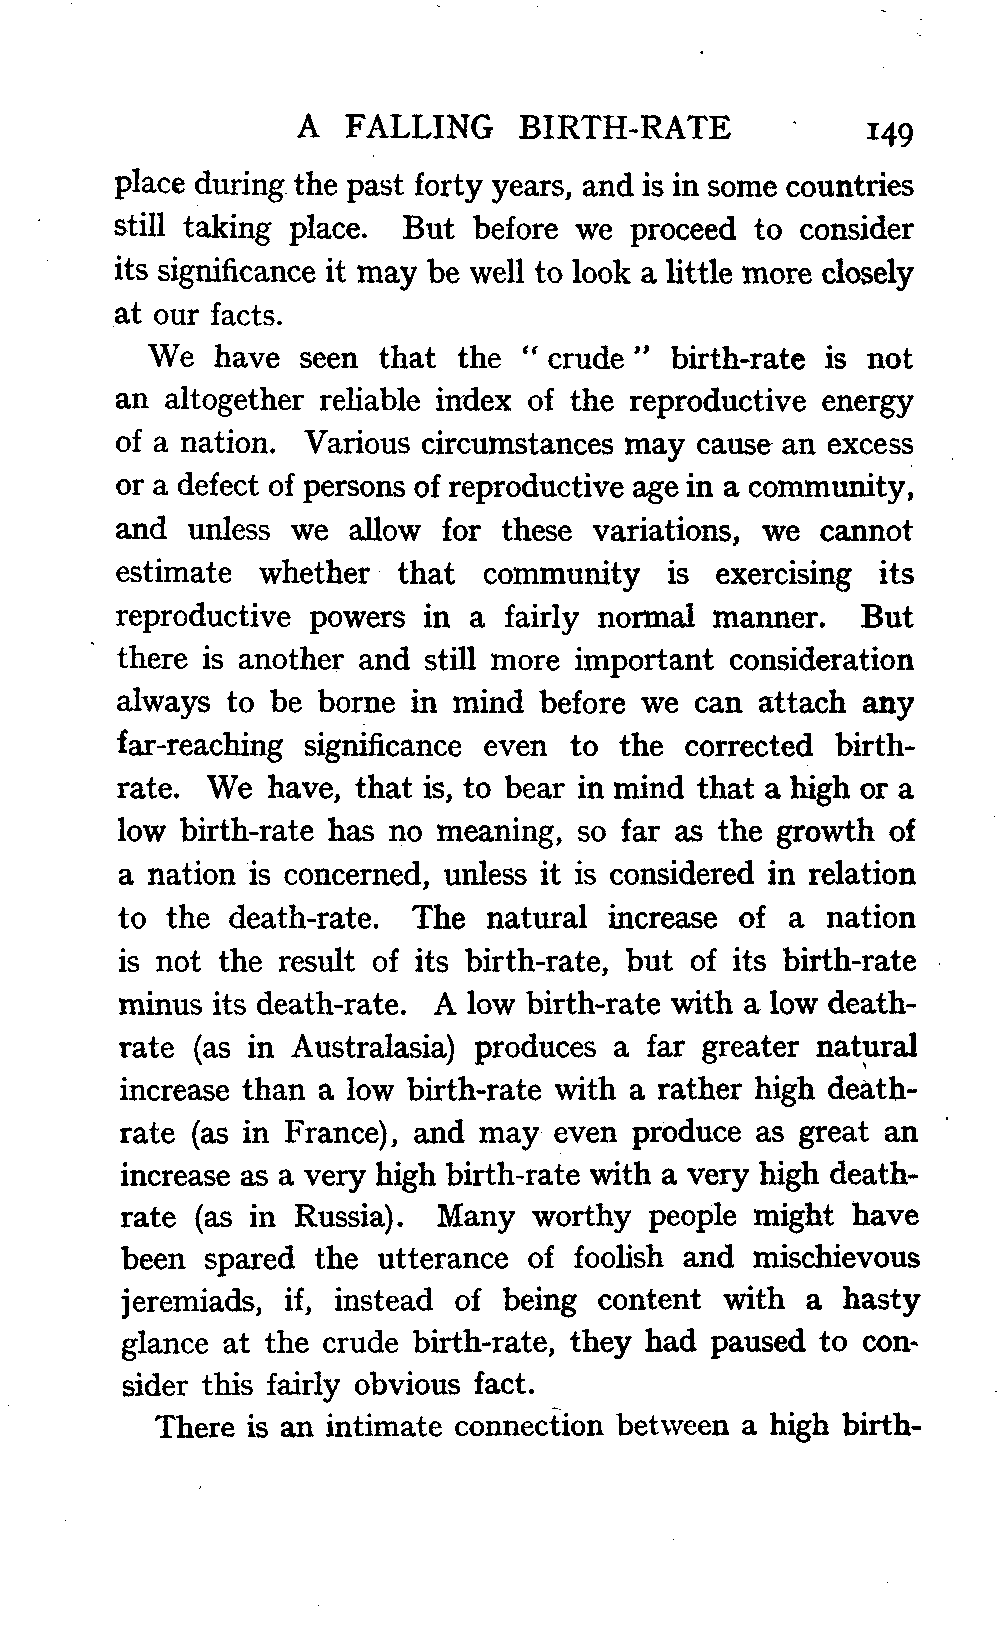 A FALLING BIRTH-RATE 149
place during the past forty years, and is in some countries
still taking place. But before we proceed to consider
its significance it may be well to look a little more closely
at our facts.
We have seen that the “ crude ” birth-rate is not
an altogether reliable index of the reproductive energy
of a nation. Various circumstances may cause an excess
or a defect of persons of reproductive age in a community,
and unless we allow for these variations, we cannot
estimate whether that community is exercising its
reproductive powers in a fairly normal manner. But
there is another and still more important consideration
always to be borne in mind before we can attach any
far-reaching significance even to the corrected birth-
rate. We have, that is, to bear in mind that a high or a
low birth-rate has no meaning, so far as the growth of
a nation is concerned, unless it is considered in relation
to the death-rate. The natural increase of a nation
is not the result of its birth-rate, but of its birth-rate
minus its death-rate. A low birth-rate with a low death-
rate (as in Australasia) produces a far greater natural
increase than a low birth-rate with a rather high death-
rate (as in France), and may even produce as great an
increase as a very high birth-rate with a very high death-
rate (as in Russia). Many worthy people might have
been spared the utterance of foolish and mischievous
jeremiads, if, instead of being content with a hasty
glance at the crude birth-rate, they had paused to con-
sider this fairly obvious fact.
There is an intimate connection between a high birth-